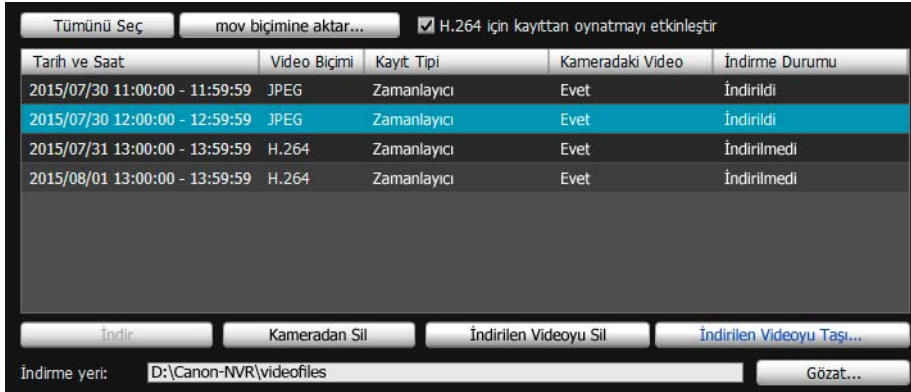 Tümünü Seç mov biçimine aktar... H.264 için kayıttan oynatmayı etkinleştir
Tarih ve Saat Video Biçimi Kayıt Tipi Kameradaki Video İndirme Durumu
2015/07/30 11:00:00 - 11:59:59 JPEG Zamanlayıcı Evet İndirildi
2015/07/30 12:00:00 - 12:59:59 JPEG Zamanlayıcı Evet İndirildi
2015/07/31 13:00:00 - 13:59:59 H.264 Zamanlayıcı Evet İndirilmedi
2015/08/01 13:00:00 - 13:59:59 H.264 Zamanlayıcı Evet İndirilmedi
İndir Kameradan Sil İndirilen Videoyu Sil İndirilen Videoyu Taşı...
İndirme yeri: D:\Canon-NVR\videofiles Gözat...